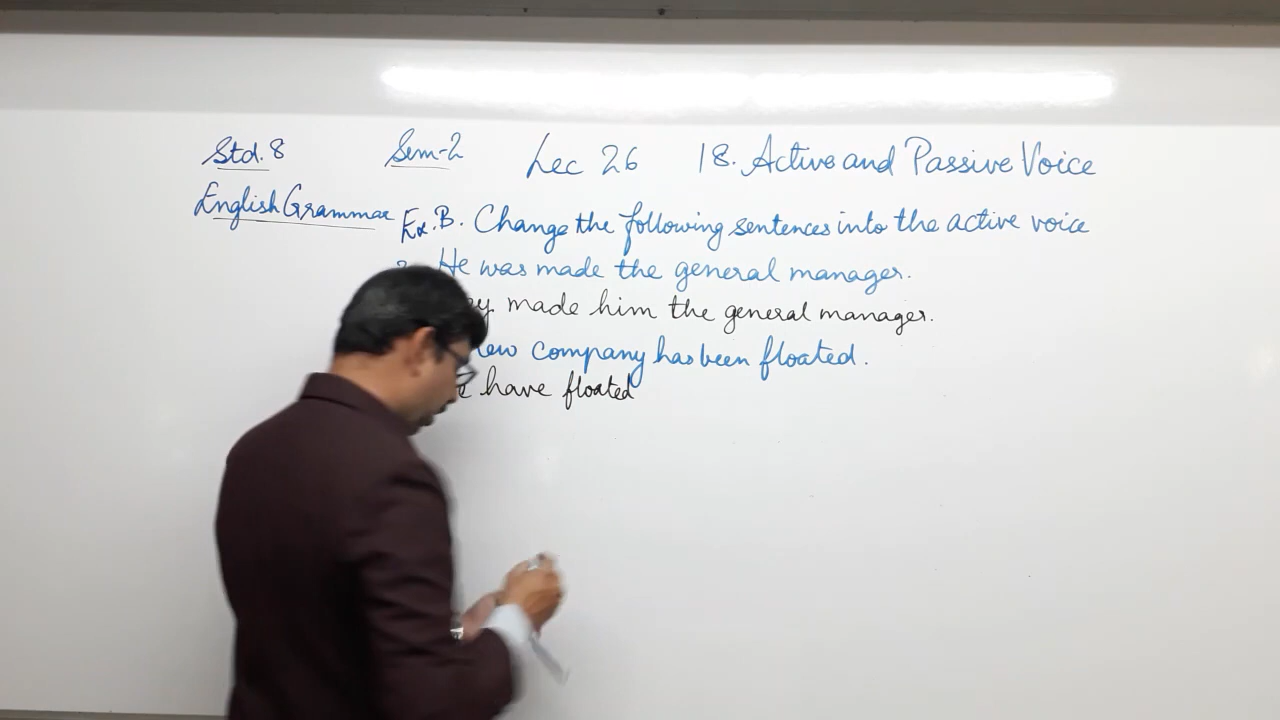 Std. 8 Sem-2 Lec 26 18. Active and Passive Voice
English Grammar Ex. B. Change the following sentences into the active voice
He was made the general manager.
made him the general manager.
company has been floated.
have floated